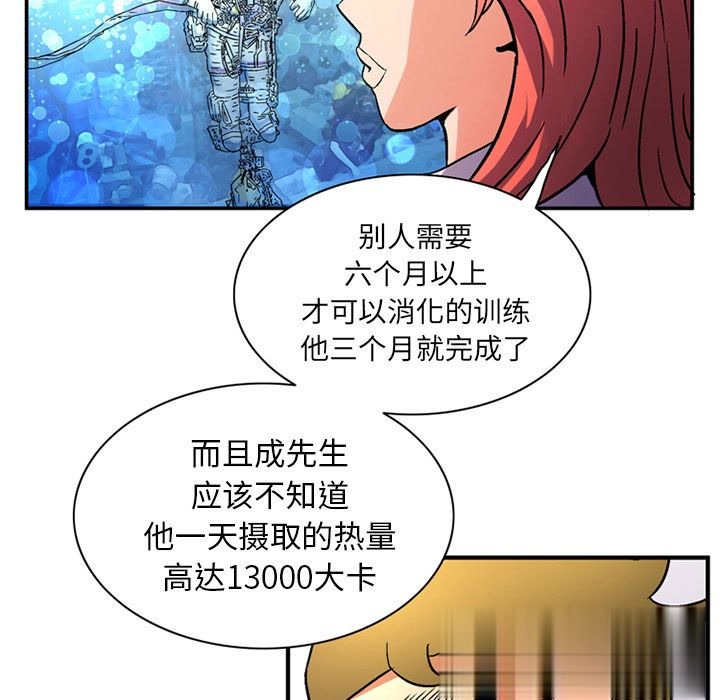 别人需要
六个月以上
才可以消化的训练
他三个月就完成了
而且成先生
应该不知道
他一天摄取的热量
高达13000大卡